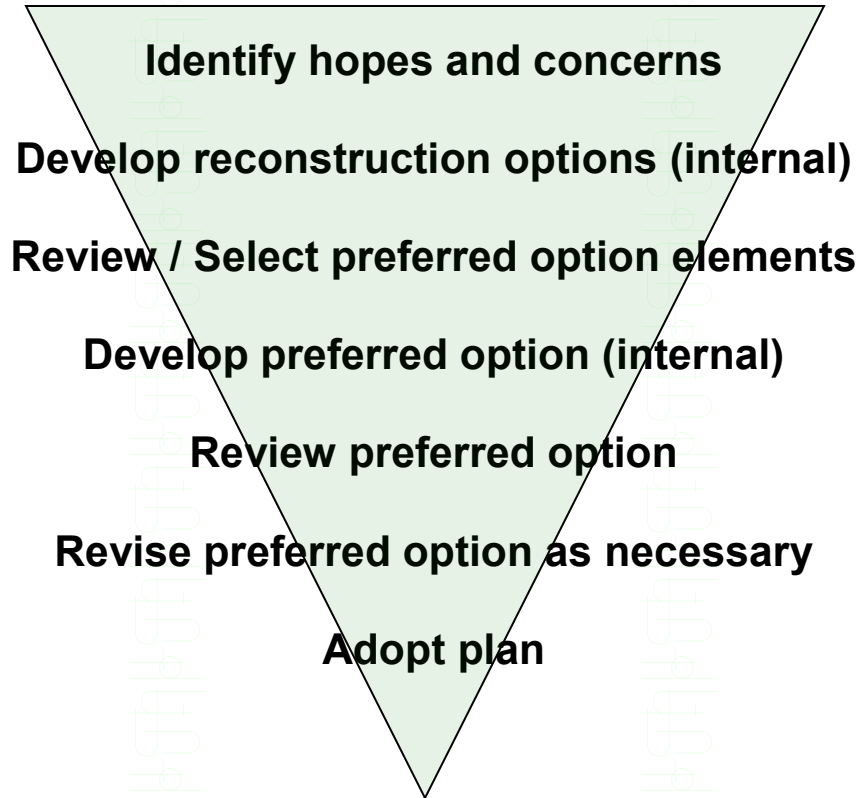 Identify hopes and concerns
Develop reconstruction options (internal)
Review / Select preferred option elements
Develop preferred option (internal)
Review preferred option
Revise preferred option as necessary
Adopt plan